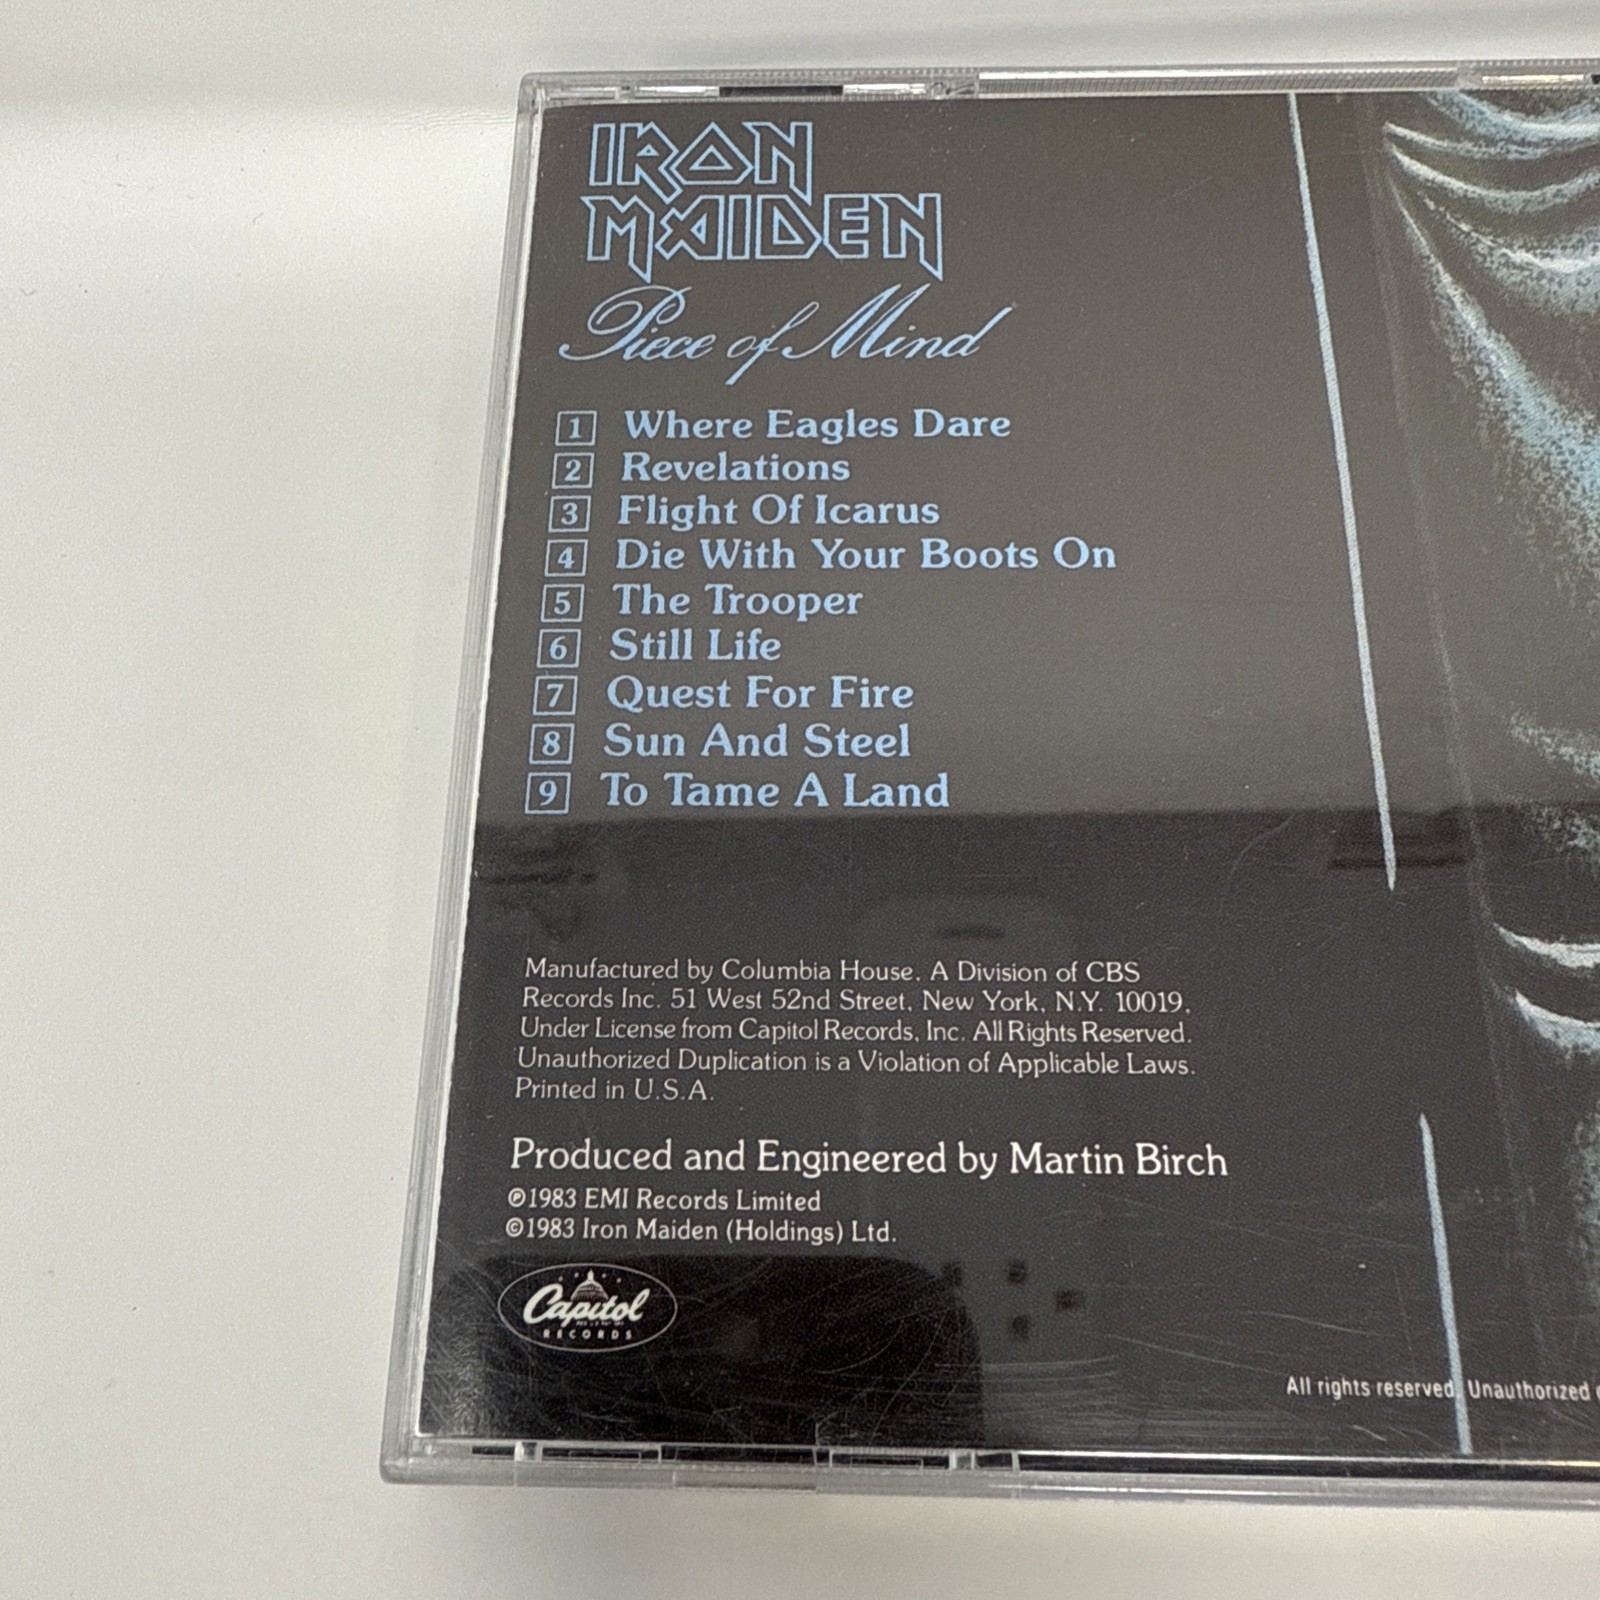 IRON
MAIDEN
Piece of Mind
1 Where Eagles Dare
2 Revelations
3 Flight Of Icarus
4 Die With Your Boots On
5 The Trooper
6 Still Life
7 Quest For Fire
8 Sun And Steel
9 To Tame A Land
Manufactured by Columbia House, A Division of CBS
Records Inc. 51 West 52nd Street, New York, N.Y. 10019,
Under License from Capitol Records, Inc. All Rights Reserved.
Unauthorized Duplication is a Violation of Applicable Laws.
Printed in U.S.A.
Produced and Engineered by Martin Birch
℗1983 EMI Records Limited
©1983 Iron Maiden (Holdings) Ltd.
Capitol
RECORDS
All rights reserved. Unauthorized